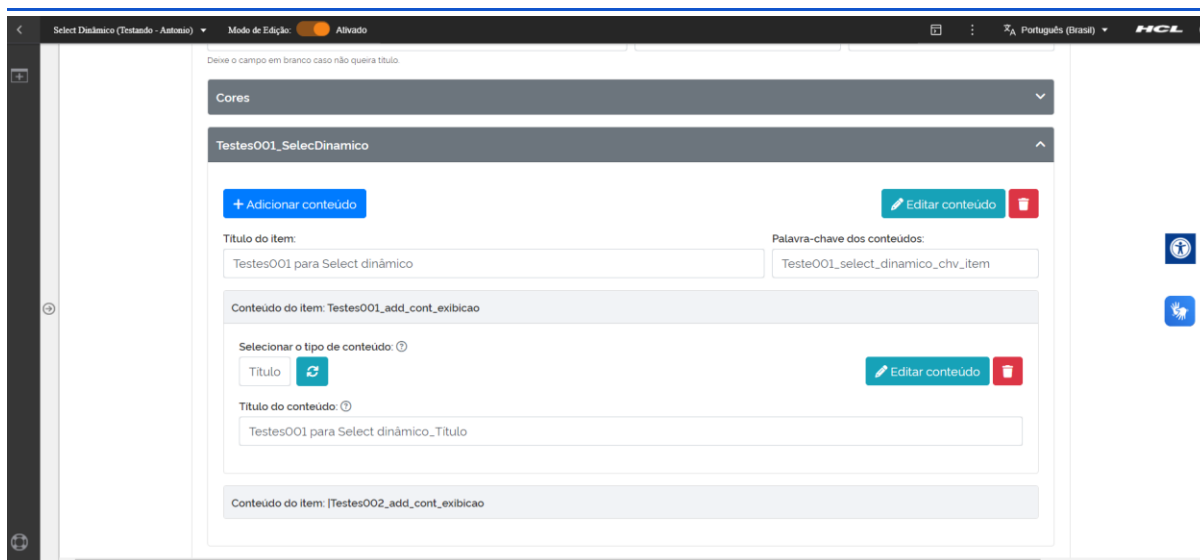 Select Dinâmico (Testando - Antonio) Modo de Edição: Ativado Português (Brasil) HCL
Deixe o campo em branco caso não queira título.
Cores
Testes001_SelecDinamico
+ Adicionar conteúdo Editar conteúdo
Título do item: Palavra-chave dos conteúdos:
Testes001 para Select dinâmico Teste001_select_dinamico_chv_item
Conteúdo do item: Testes001_add_cont_exibicao
Selecionar o tipo de conteúdo:
Título Editar conteúdo
Título do conteúdo:
Testes001 para Select dinâmico_Título
Conteúdo do item: |Testes002_add_cont_exibicao